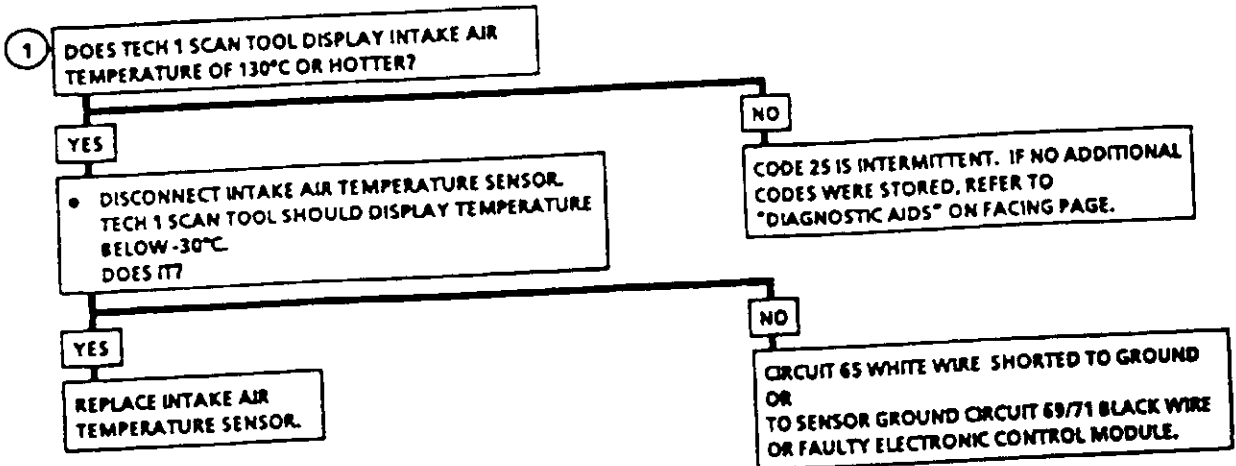 1
DOES TECH 1 SCAN TOOL DISPLAY INTAKE AIR
TEMPERATURE OF 130°C OR HOTTER?
YES
NO
• DISCONNECT INTAKE AIR TEMPERATURE SENSOR.
TECH 1 SCAN TOOL SHOULD DISPLAY TEMPERATURE
BELOW -30°C.
DOES IT?
CODE 25 IS INTERMITTENT. IF NO ADDITIONAL
CODES WERE STORED, REFER TO
"DIAGNOSTIC AIDS" ON FACING PAGE.
YES
NO
REPLACE INTAKE AIR
TEMPERATURE SENSOR.
CIRCUIT 65 WHITE WIRE SHORTED TO GROUND
OR
TO SENSOR GROUND CIRCUIT 69/71 BLACK WIRE
OR FAULTY ELECTRONIC CONTROL MODULE.